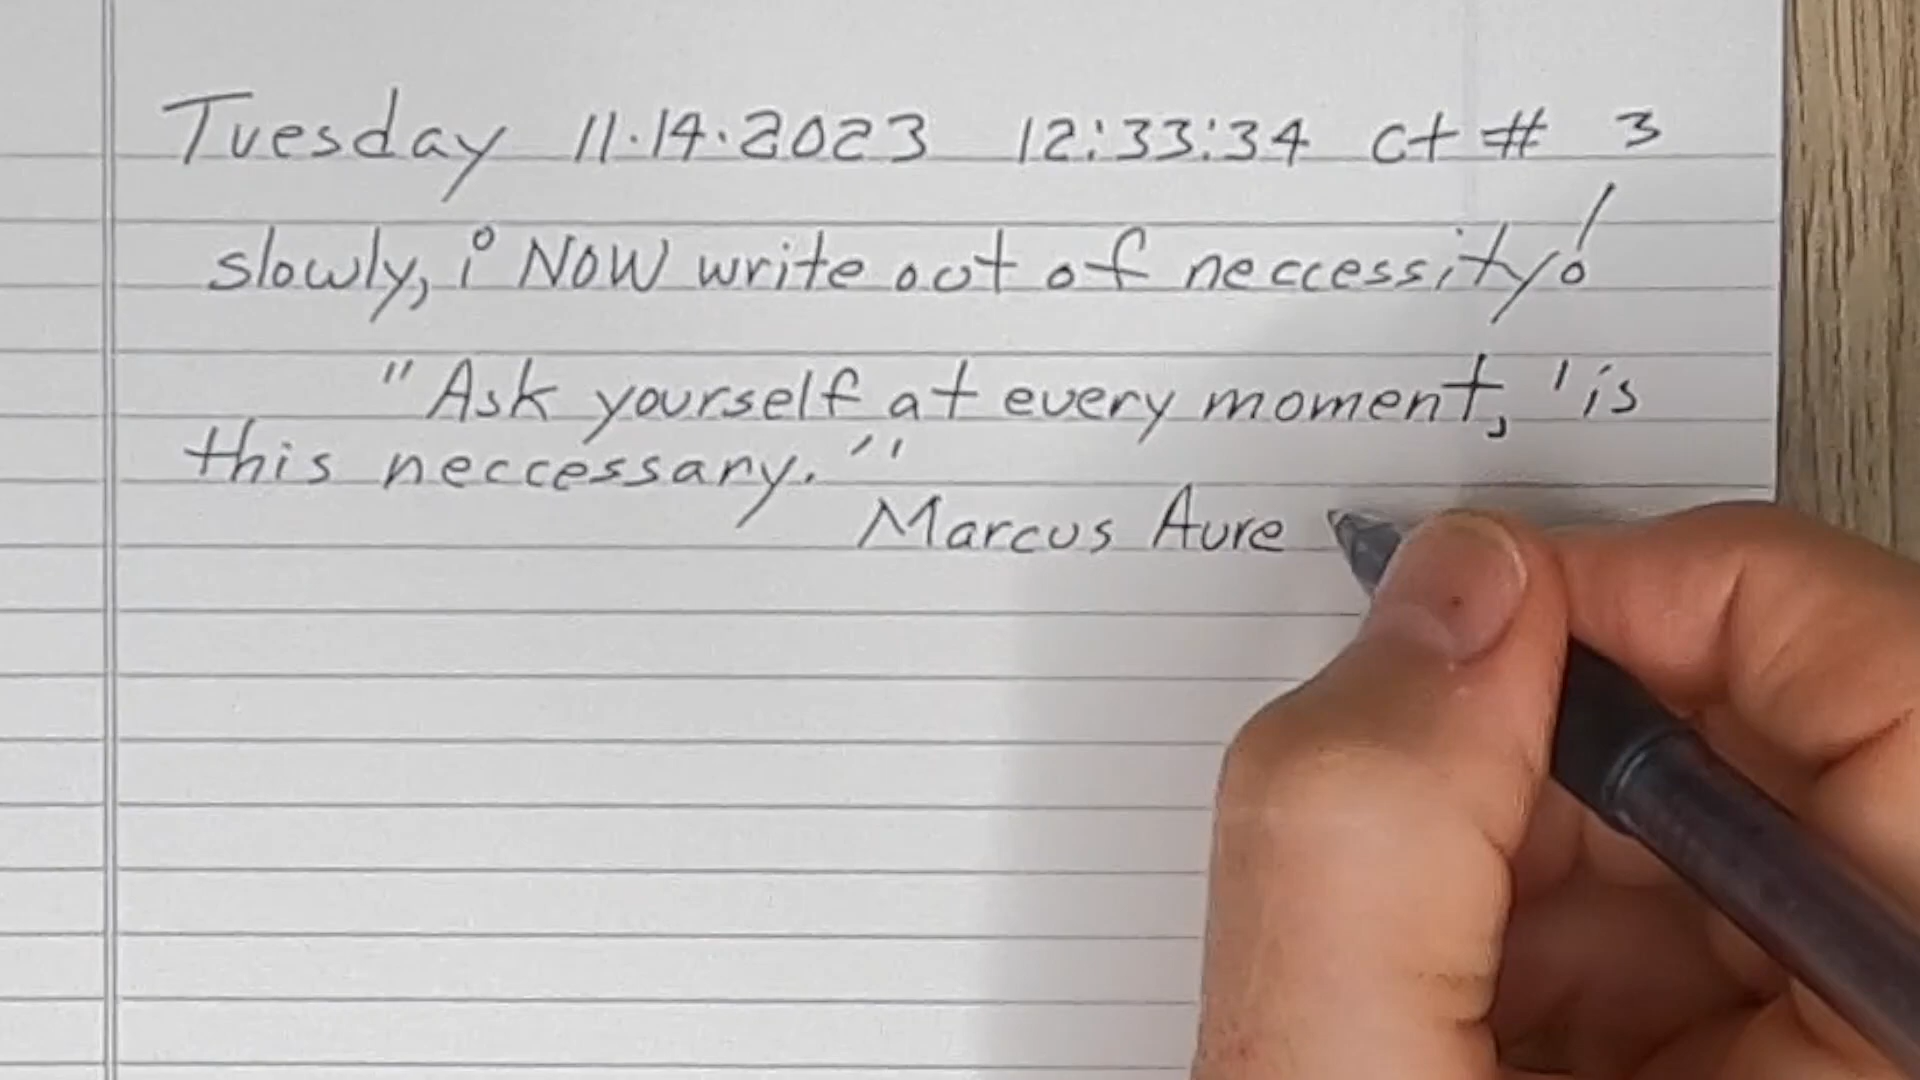 Tuesday 11.14.2023 12:33:34 ct # 3
slowly, i NOW write out of neccessity!
"Ask yourself at every moment, 'is
this neccessary.'"
Marcus Aure